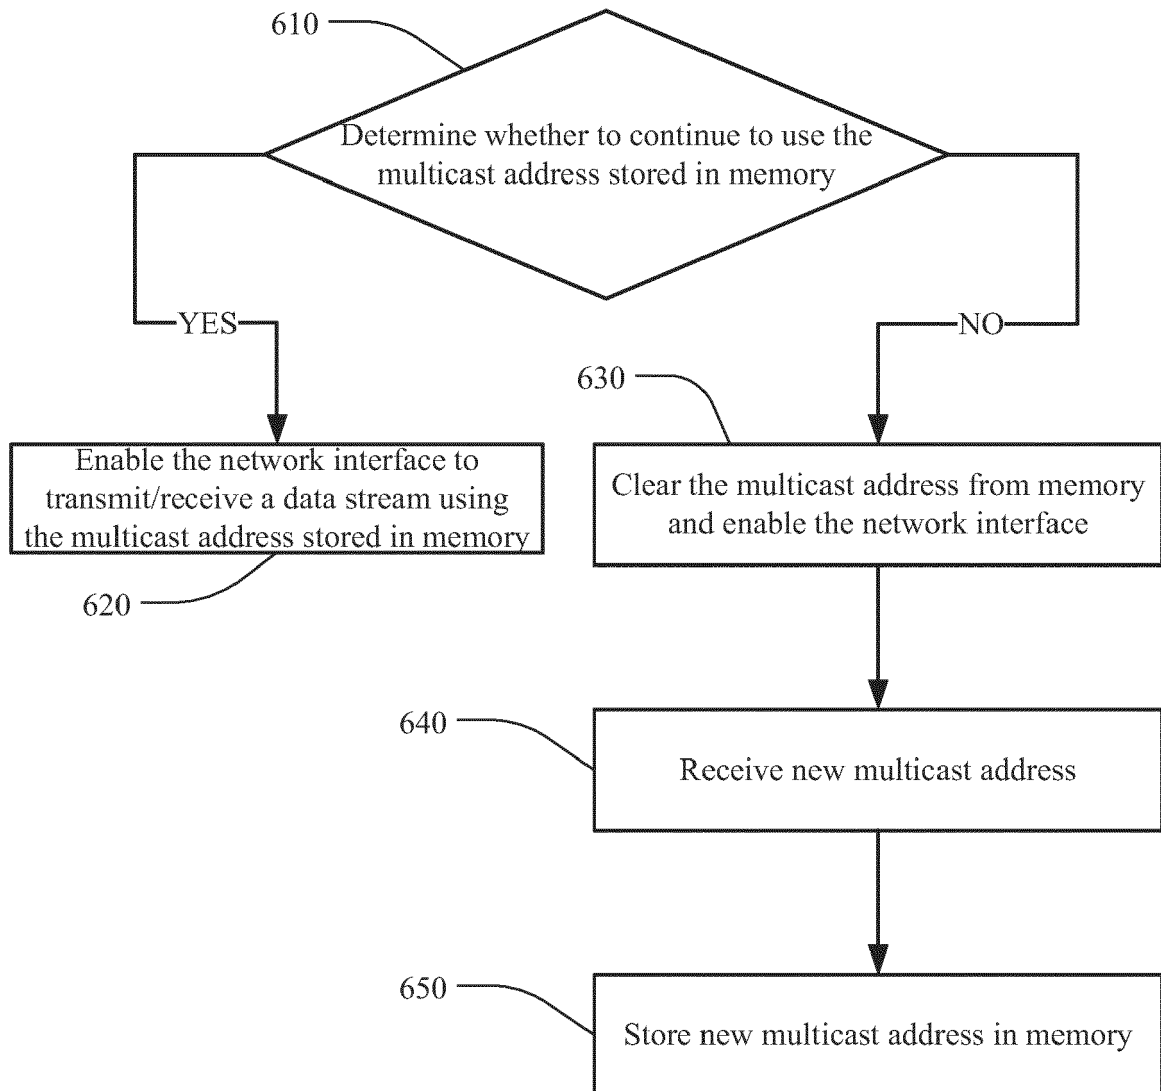 610
Determine whether to continue to use the
multicast address stored in memory
YES
NO
630
Enable the network interface to
transmit/receive a data stream using
the multicast address stored in memory
Clear the multicast address from memory
and enable the network interface
620
640
Receive new multicast address
650
Store new multicast address in memory